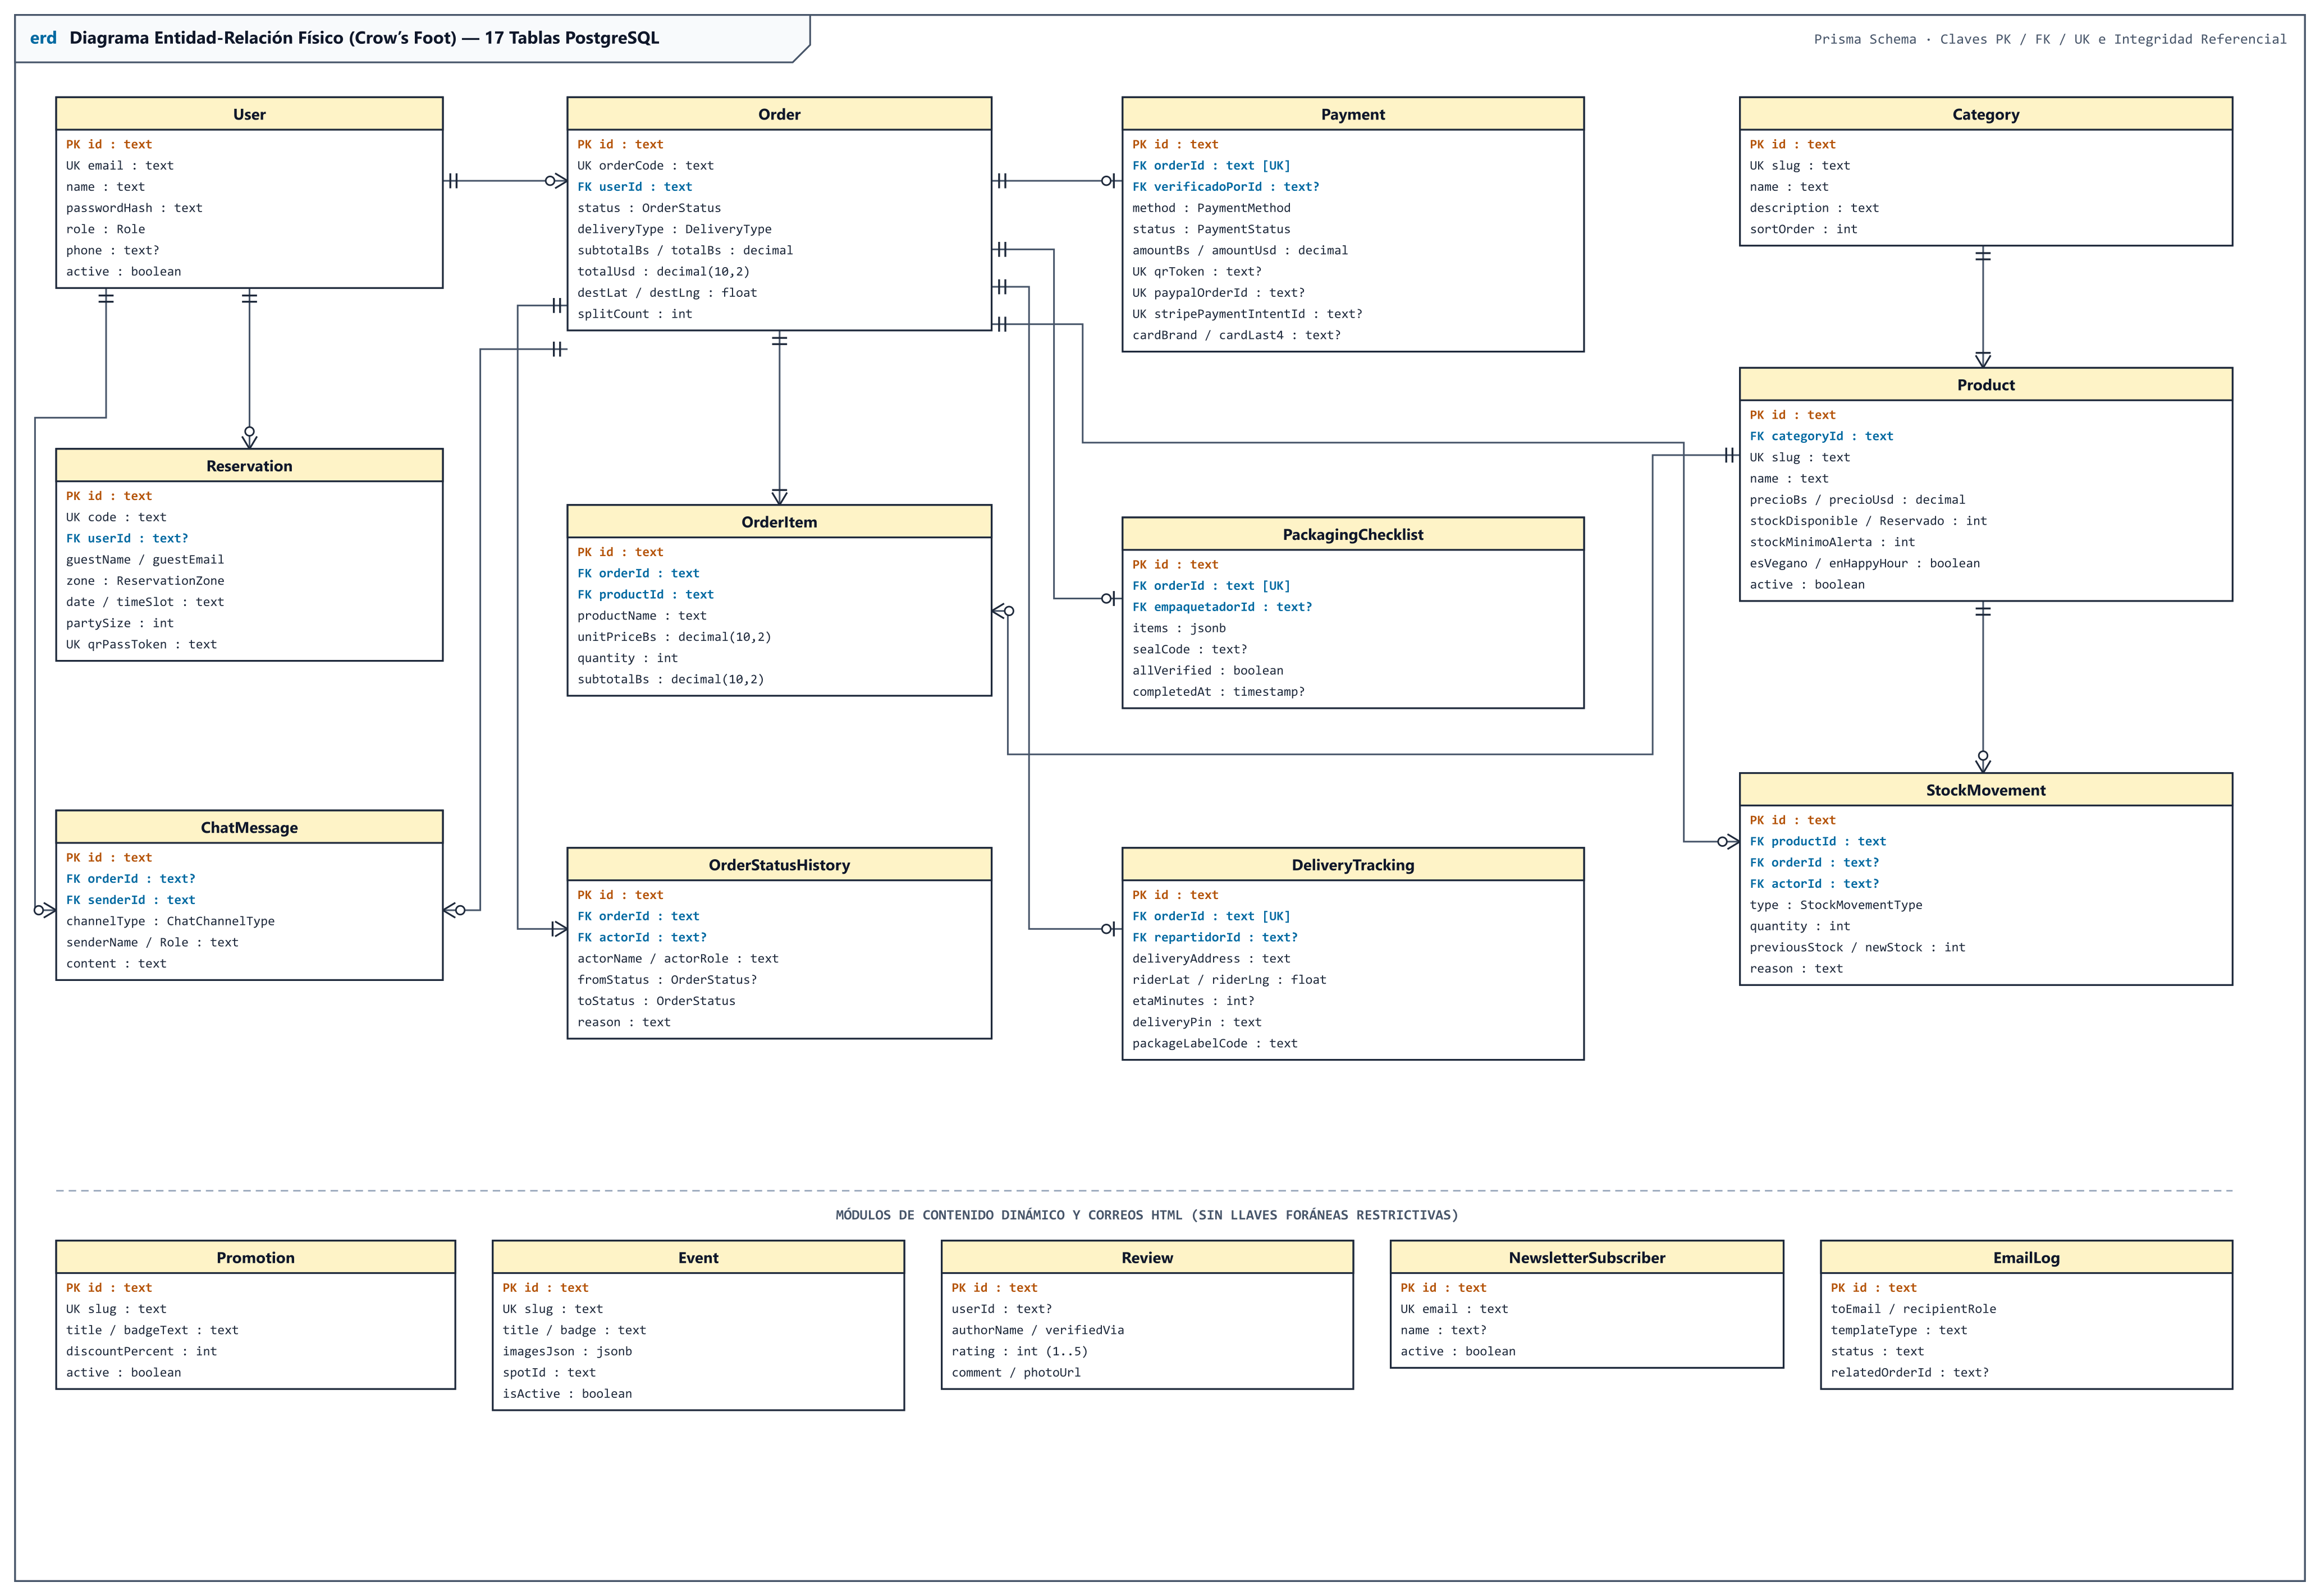 erd Diagrama Entidad-Relación Físico (Crow’s Foot) — 17 Tablas PostgreSQL
Prisma Schema · Claves PK / FK / UK e Integridad Referencial
User
PK id : text
UK email : text
name : text
passwordHash : text
role : Role
phone : text?
active : boolean
Order
PK id : text
UK orderCode : text
FK userId : text
status : OrderStatus
deliveryType : DeliveryType
subtotalBs / totalBs : decimal
totalUsd : decimal(10,2)
destLat / destLng : float
splitCount : int
Payment
PK id : text
FK orderId : text [UK]
FK verificadoPorId : text?
method : PaymentMethod
status : PaymentStatus
amountBs / amountUsd : decimal
UK qrToken : text?
UK paypalOrderId : text?
UK stripePaymentIntentId : text?
cardBrand / cardLast4 : text?
Category
PK id : text
UK slug : text
name : text
description : text
sortOrder : int
Product
PK id : text
FK categoryId : text
UK slug : text
name : text
precioBs / precioUsd : decimal
stockDisponible / Reservado : int
stockMinimoAlerta : int
esVegano / enHappyHour : boolean
active : boolean
Reservation
PK id : text
UK code : text
FK userId : text?
guestName / guestEmail
zone : ReservationZone
date / timeSlot : text
partySize : int
UK qrPassToken : text
OrderItem
PK id : text
FK orderId : text
FK productId : text
productName : text
unitPriceBs : decimal(10,2)
quantity : int
subtotalBs : decimal(10,2)
PackagingChecklist
PK id : text
FK orderId : text [UK]
FK empaquetadorId : text?
items : jsonb
sealCode : text?
allVerified : boolean
completedAt : timestamp?
StockMovement
PK id : text
FK productId : text
FK orderId : text?
FK actorId : text?
type : StockMovementType
quantity : int
previousStock / newStock : int
reason : text
ChatMessage
PK id : text
FK orderId : text?
FK senderId : text
channelType : ChatChannelType
senderName / Role : text
content : text
OrderStatusHistory
PK id : text
FK orderId : text
FK actorId : text?
actorName / actorRole : text
fromStatus : OrderStatus?
toStatus : OrderStatus
reason : text
DeliveryTracking
PK id : text
FK orderId : text [UK]
FK repartidorId : text?
deliveryAddress : text
riderLat / riderLng : float
etaMinutes : int?
deliveryPin : text
packageLabelCode : text
MÓDULOS DE CONTENIDO DINÁMICO Y CORREOS HTML (SIN LLAVES FORÁNEAS RESTRICTIVAS)
Promotion
PK id : text
UK slug : text
title / badgeText : text
discountPercent : int
active : boolean
Event
PK id : text
UK slug : text
title / badge : text
imagesJson : jsonb
spotId : text
isActive : boolean
Review
PK id : text
userId : text?
authorName / verifiedVia
rating : int (1..5)
comment / photoUrl
NewsletterSubscriber
PK id : text
UK email : text
name : text?
active : boolean
EmailLog
PK id : text
toEmail / recipientRole
templateType : text
status : text
relatedOrderId : text?